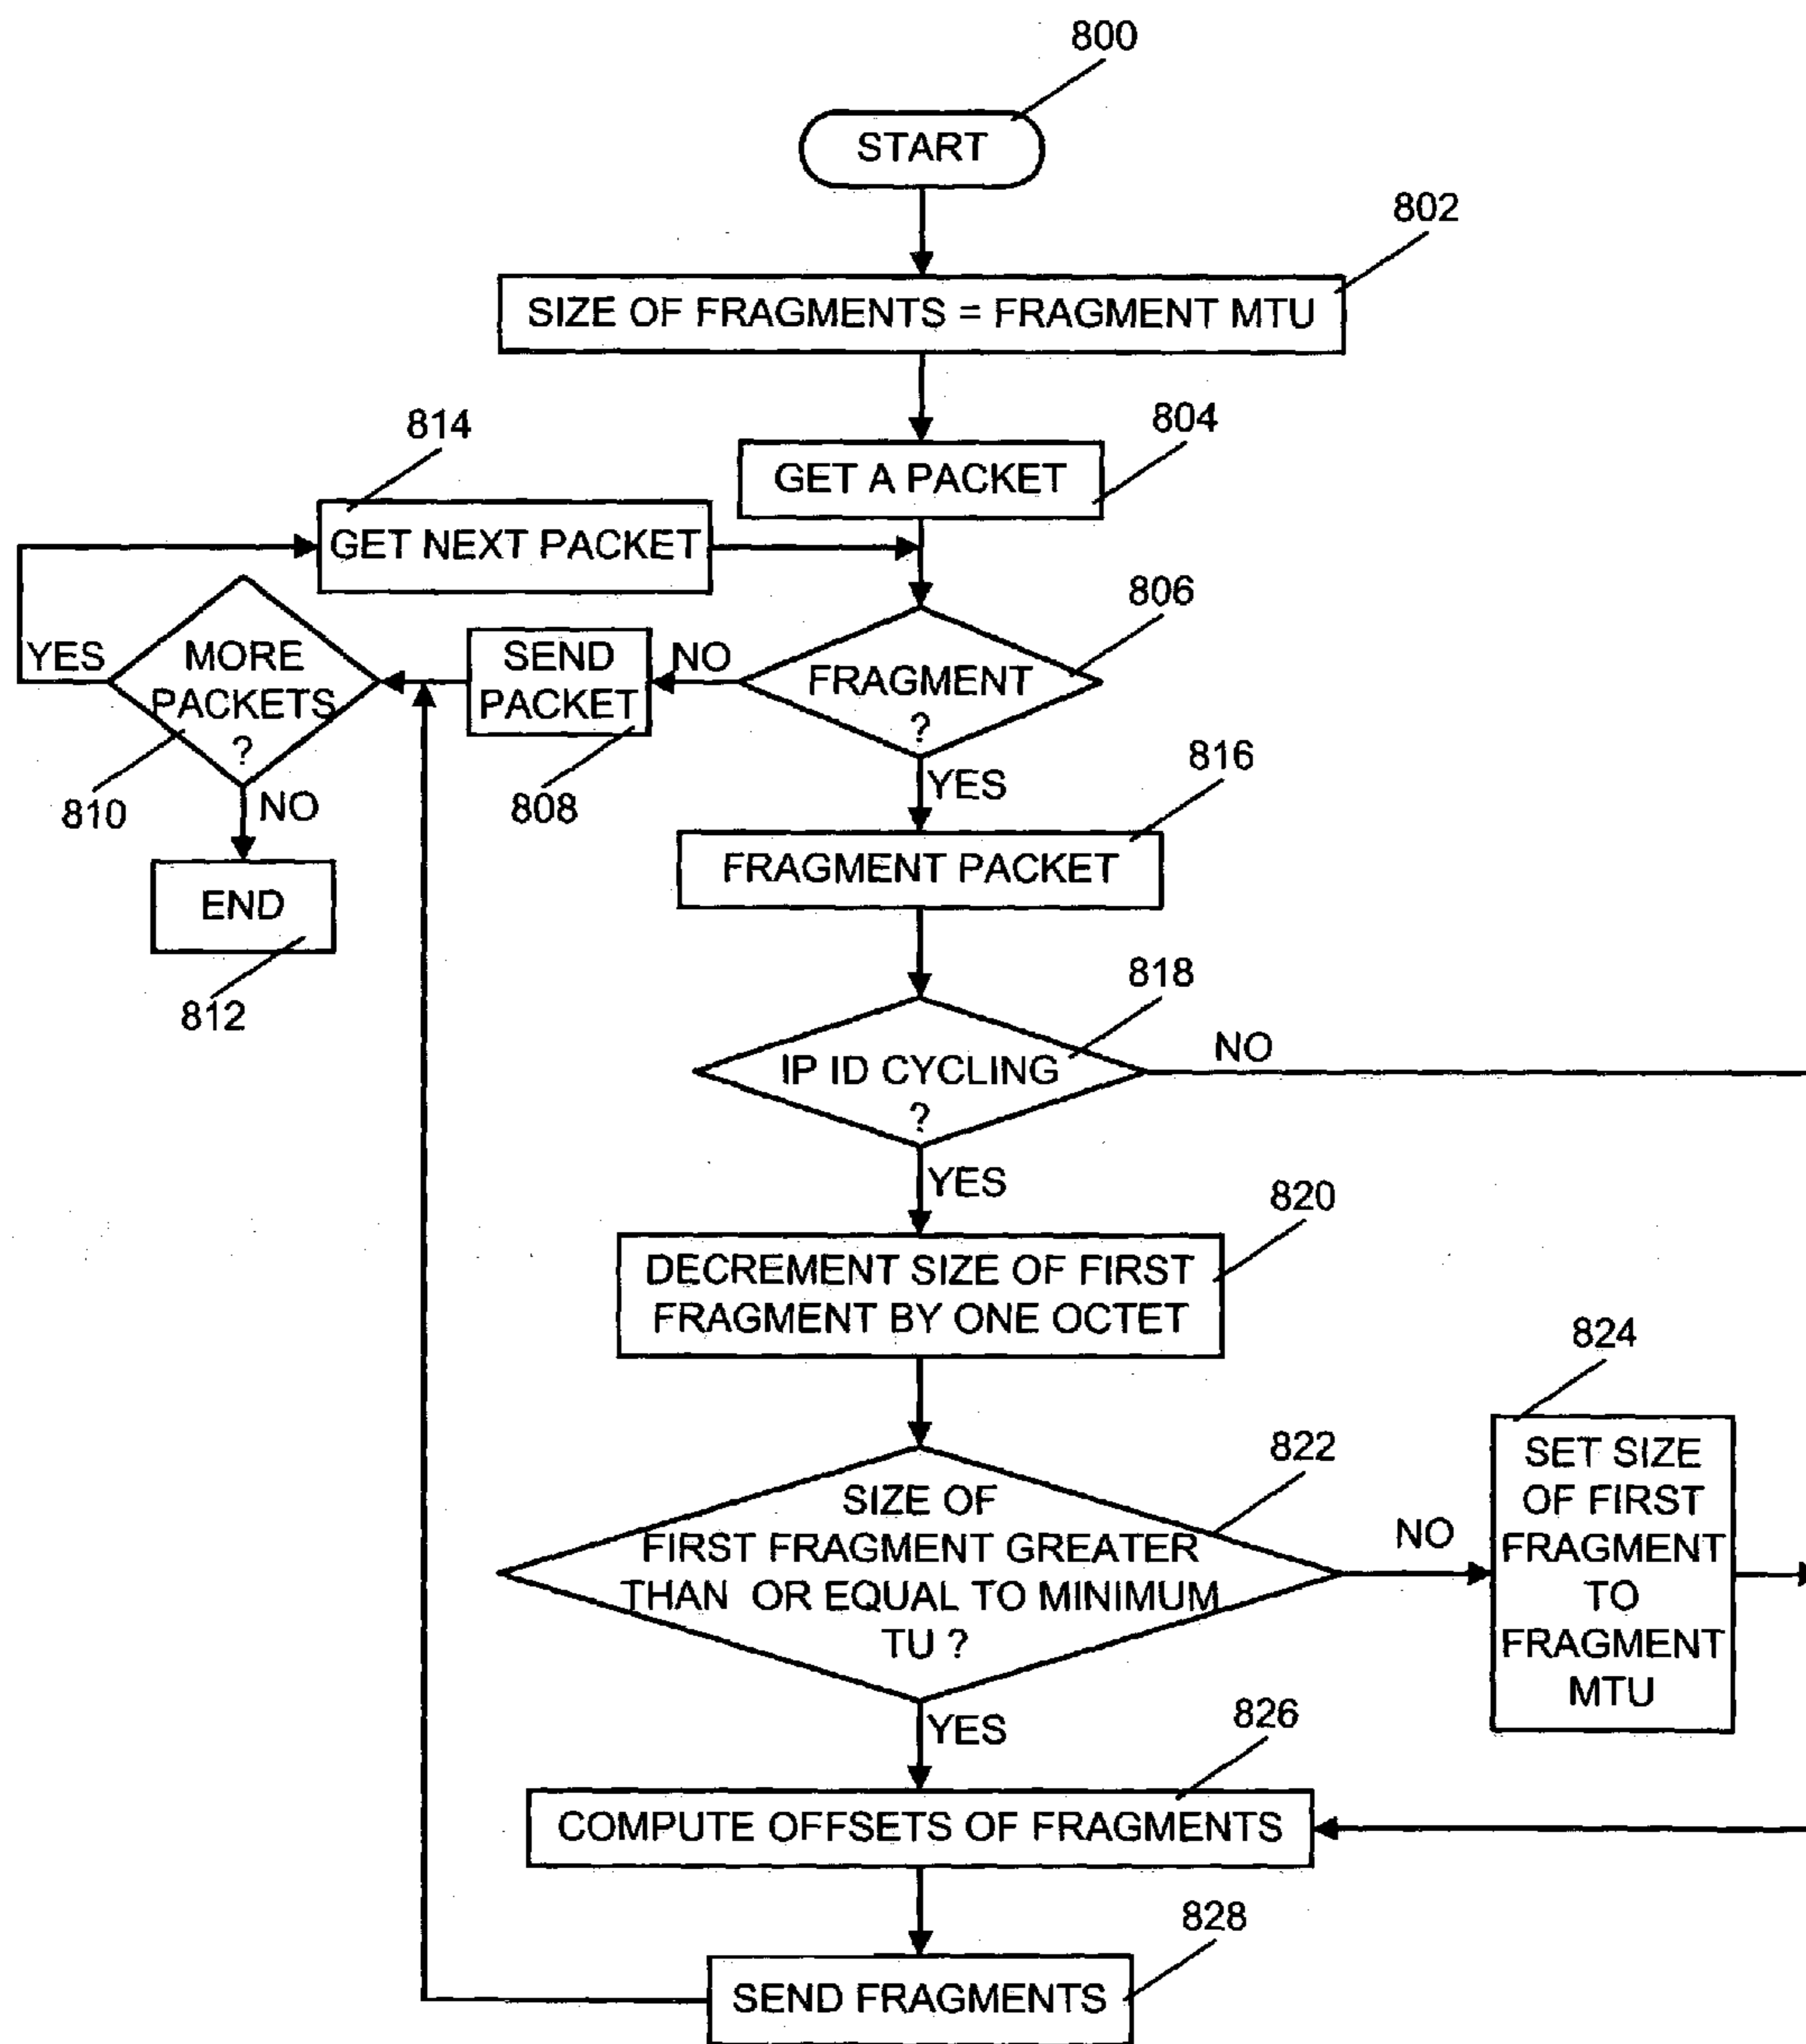 800
START
802
SIZE OF FRAGMENTS = FRAGMENT MTU
804
GET A PACKET
814
GET NEXT PACKET
806
FRAGMENT
?
NO
SEND
PACKET
808
YES
MORE
PACKETS
?
810
NO
END
812
YES
816
FRAGMENT PACKET
818
IP ID CYCLING
?
NO
YES
820
DECREMENT SIZE OF FIRST
FRAGMENT BY ONE OCTET
822
SIZE OF
FIRST FRAGMENT GREATER
THAN OR EQUAL TO MINIMUM
TU ?
NO
824
SET SIZE
OF FIRST
FRAGMENT
TO
FRAGMENT
MTU
YES
826
COMPUTE OFFSETS OF FRAGMENTS
828
SEND FRAGMENTS